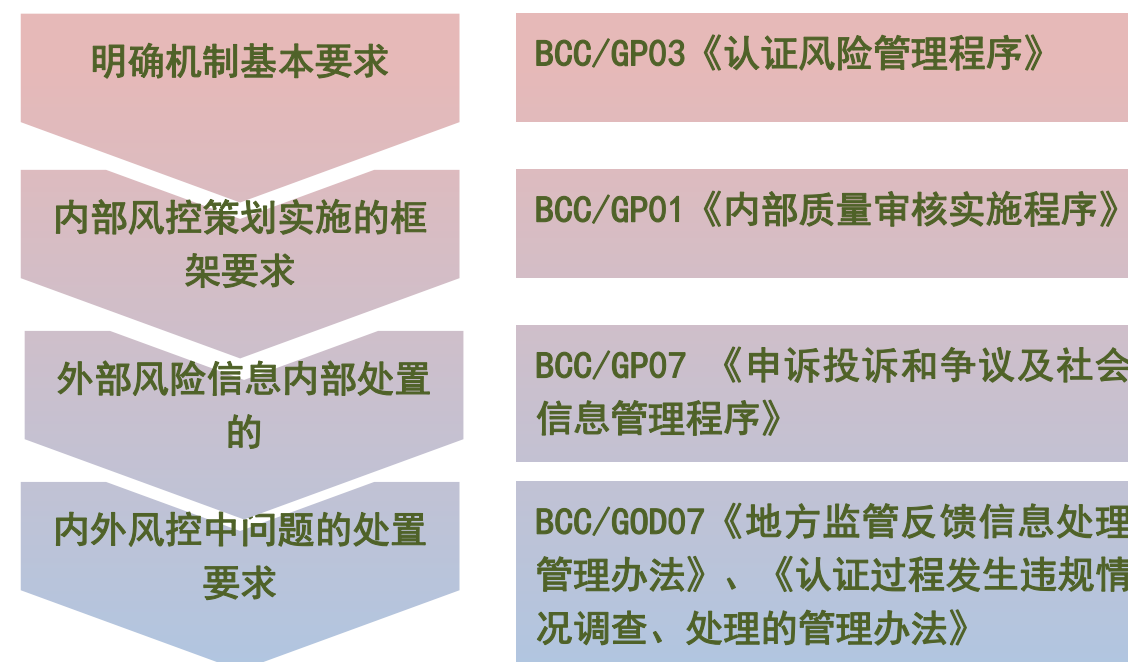 明确机制基本要求
BCC/GP03《认证风险管理程序》
内部风控策划实施的框
架要求
BCC/GP01《内部质量审核实施程序》
外部风险信息内部处置
的
BCC/GP07 《申诉投诉和争议及社会
信息管理程序》
内外风控中问题的处置
要求
BCC/GOD07《地方监管反馈信息处理
管理办法》、《认证过程发生违规情
况调查、处理的管理办法》